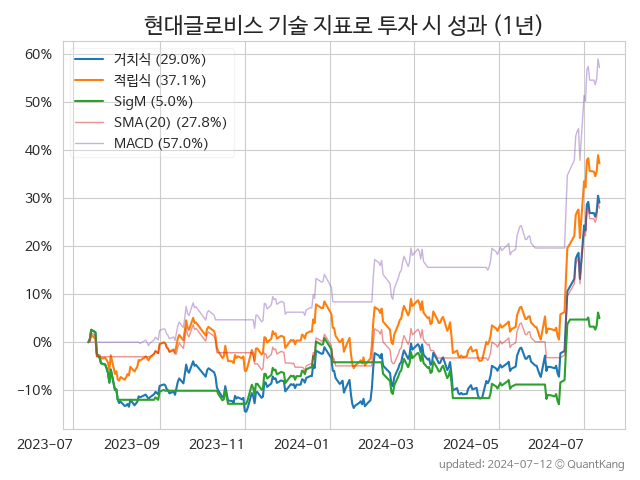 현대글로비스 기술 지표로 투자 시 성과 (1년)
60%
50%
40%
30%
20%
10%
0%
-10%
거치식 (29.0%)
적립식 (37.1%)
SigM (5.0%)
SMA(20) (27.8%)
MACD (57.0%)
2023-07 2023-09 2023-11 2024-01 2024-03 2024-05 2024-07
updated: 2024-07-12 © QuantKang